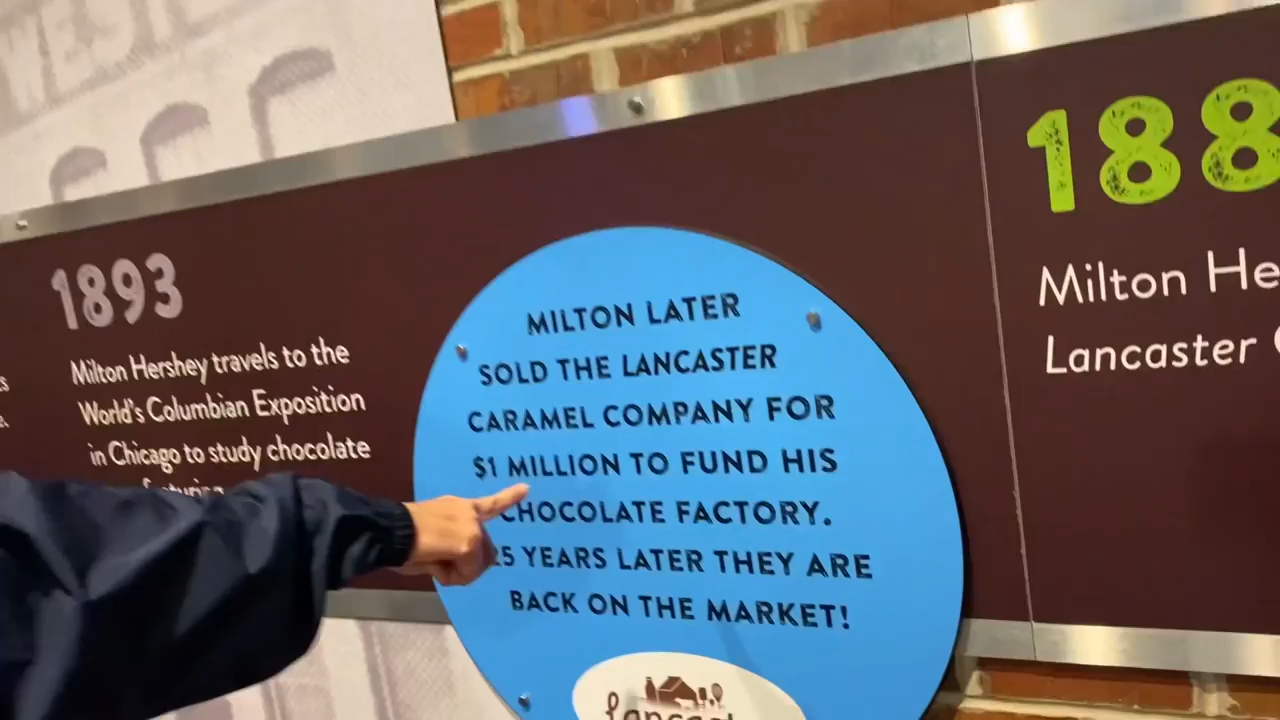 WEST
1893
Milton Hershey travels to the
World's Columbian Exposition
in Chicago to study chocolate
MILTON LATER
SOLD THE LANCASTER
CARAMEL COMPANY FOR
$1 MILLION TO FUND HIS
CHOCOLATE FACTORY.
25 YEARS LATER THEY ARE
BACK ON THE MARKET!
188
Milton He
Lancaster